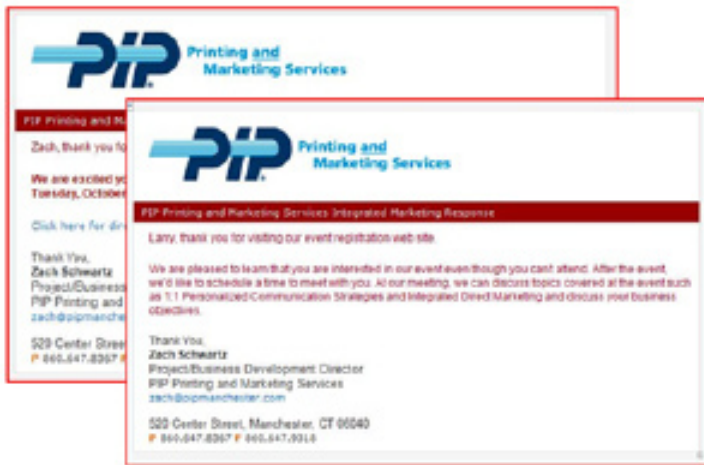 PIP Printing and
Marketing Services
PIP Printing and Ma
Zach, thank you fo
We are excited yo
Tuesday, October
Click here for dir
Thank You,
Zach Schwartz
Project/Business
PIP Printing and
zach@pipmanche
520 Center Stree
P 860.647.8367 F
PIP Printing and
Marketing Services
PIP Printing and Marketing Services Integrated Marketing Response
Larry, thank you for visiting our event registration web site.
We are pleased to learn that you are interested in our event even though you can't attend. After the event,
we'd like to schedule a time to meet with you. At our meeting, we can discuss topics covered at the event such
as 1:1 Personalized Communication Strategies and Integrated Direct Marketing and discuss your business
objectives.
Thank You,
Zach Schwartz
Project/Business Development Director
PIP Printing and Marketing Services
zach@pipmanchester.com
520 Center Street, Manchester, CT 06040
P 860.647.8367 F 860.647.9318